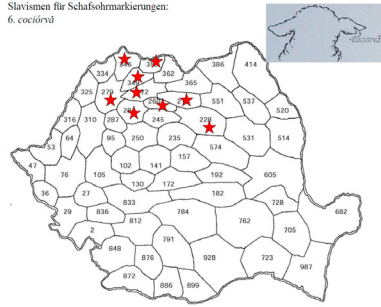 Slavismen für Schafsohrmarkierungen:
6. cociórvă
cociorvă
386 414
334 362 365
325 551 537
520
316 310 287 245
64 95 250 235 531 514
53 574
47 157
102 141
76 105 192 605
130 172
36 27 182
833 728
29 836 784 682
812 762
2 705
791
848 876 928 723 987
872
886 899